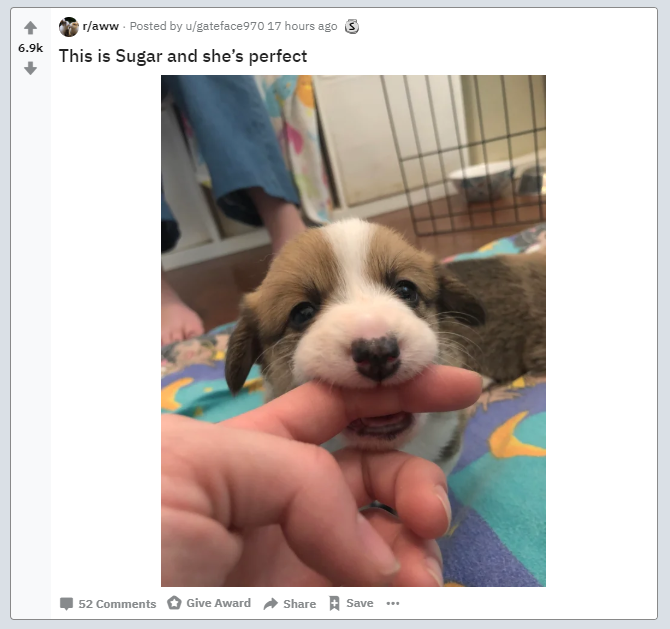 r/aww · Posted by u/gateface970 17 hours ago S
6.9k
This is Sugar and she's perfect
52 Comments Give Award Share Save ···